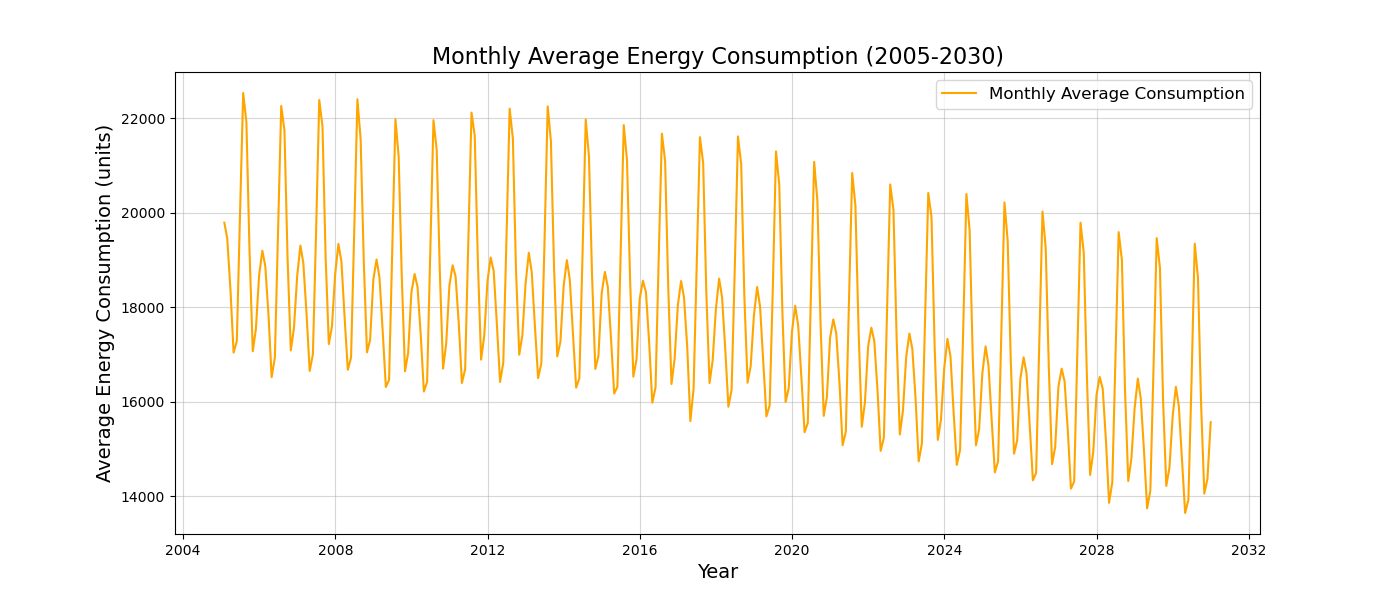 Monthly Average Energy Consumption (2005-2030)
Monthly Average Consumption
Average Energy Consumption (units)
22000
20000
18000
16000
14000
2004 2008 2012 2016 2020 2024 2028 2032
Year